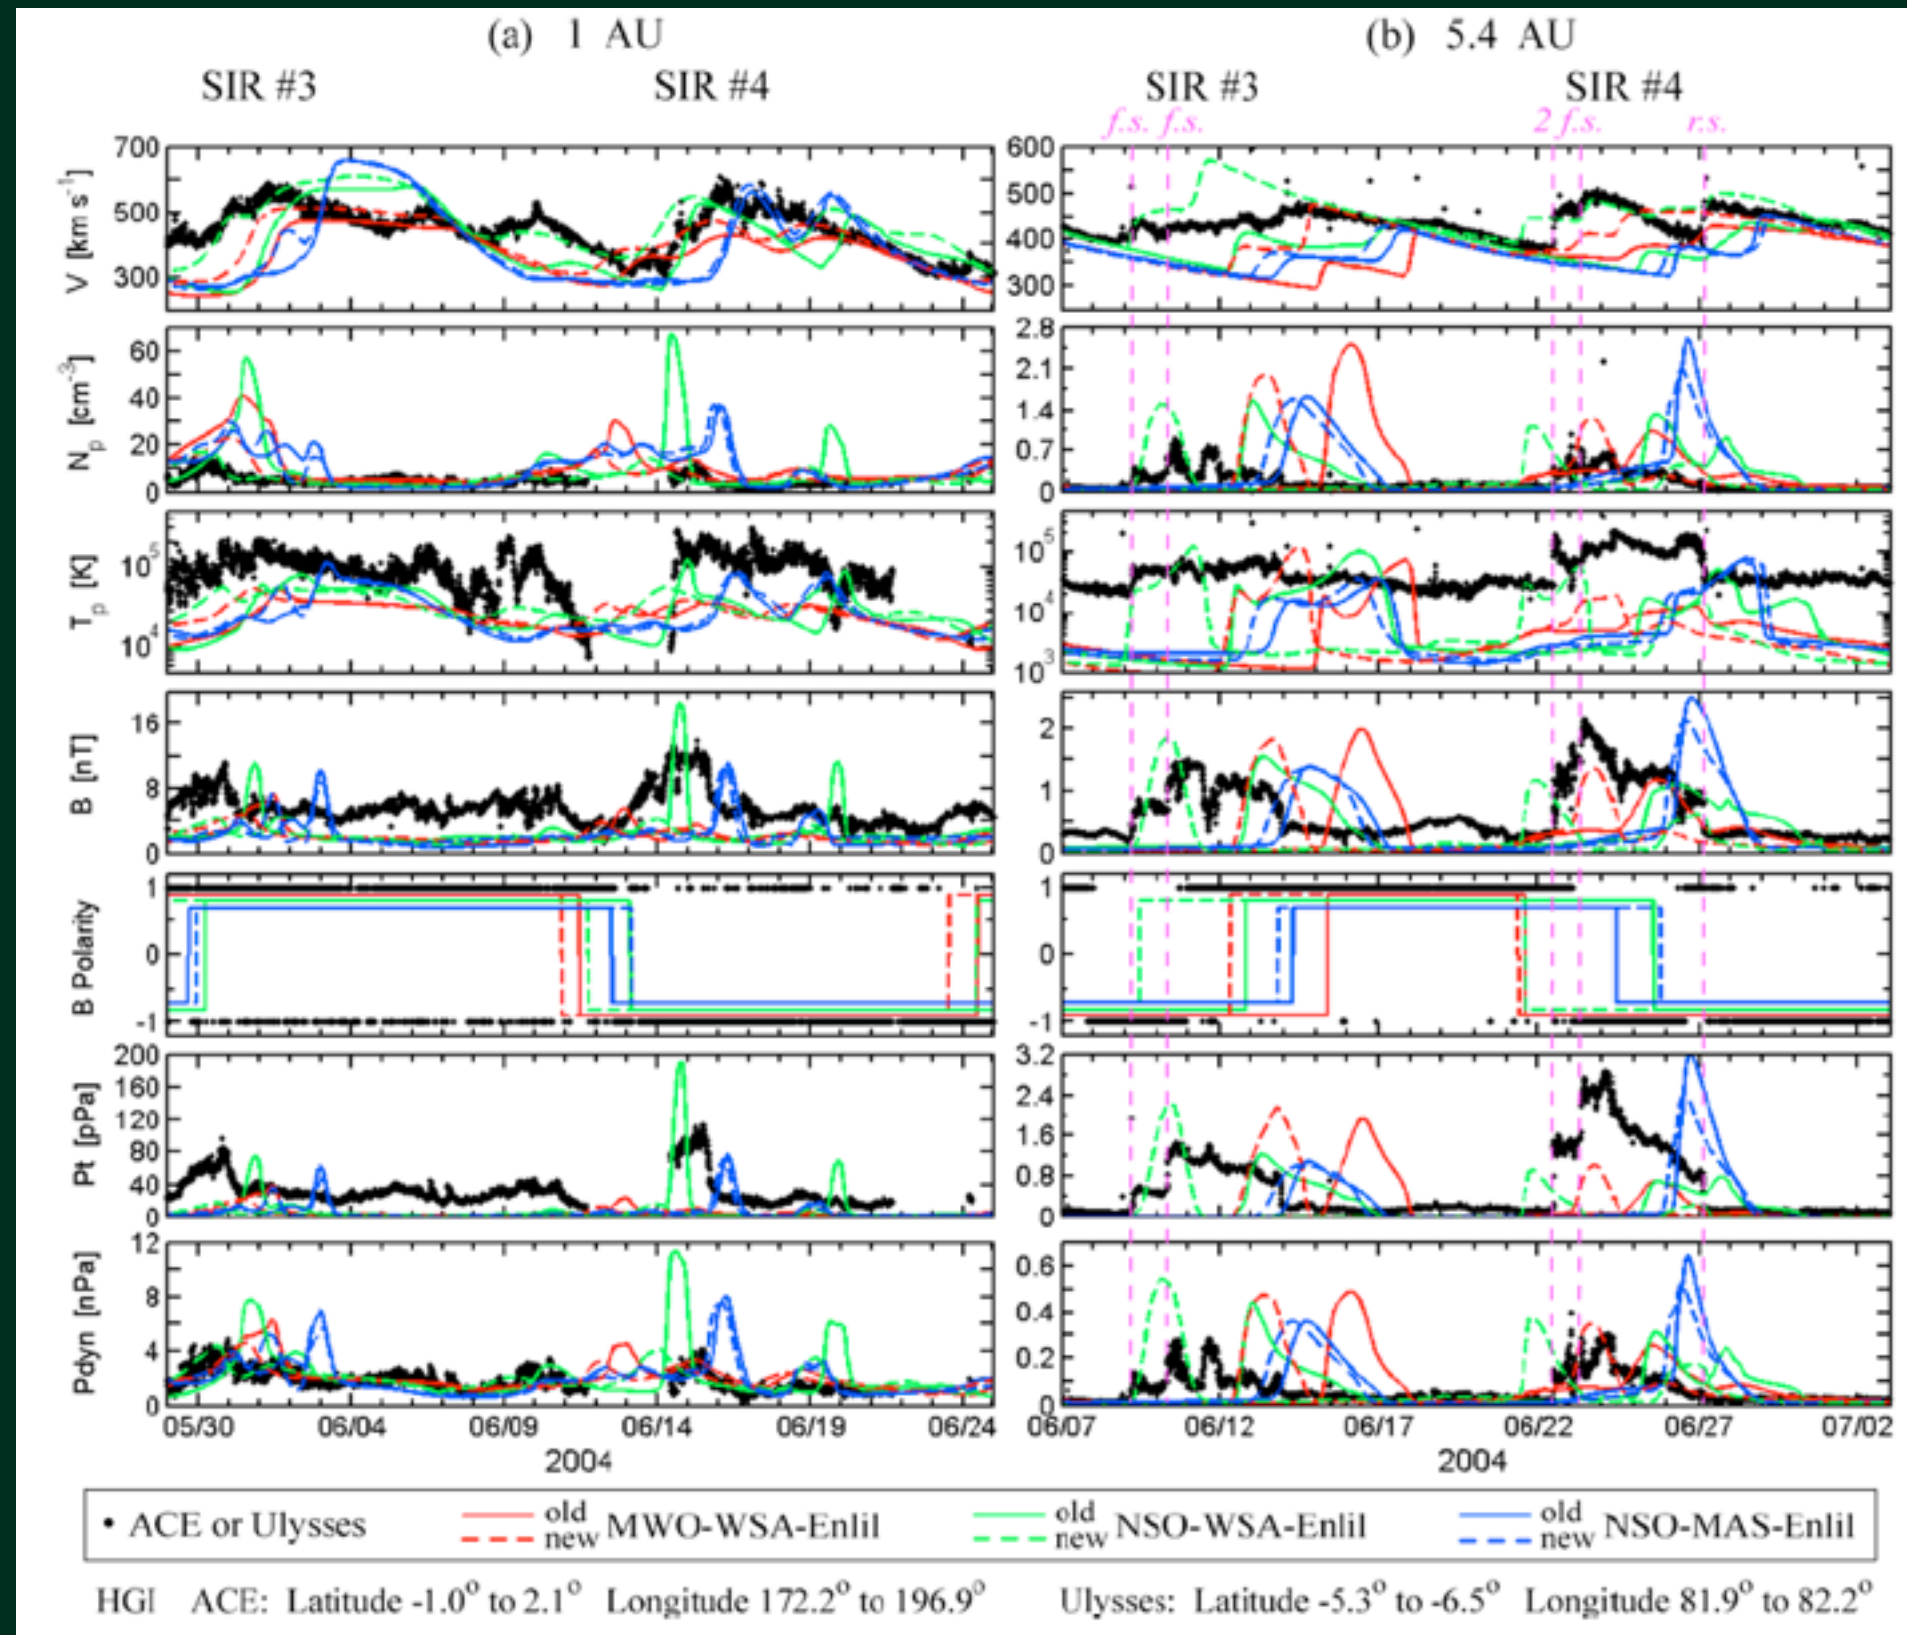 (a) 1 AU
(b) 5.4 AU
SIR #3
SIR #4
SIR #3
SIR #4
f.s. f.s.
2 f.s.
r.s.
V [km s⁻¹]
700
500
300
600
500
400
300
Nₚ [cm⁻³]
60
40
20
0
2.8
2.1
1.4
0.7
0
Tₚ [K]
10⁵
10⁴
10⁵
10⁴
10³
B [nT]
16
8
0
2
1
0
B Polarity
1
0
-1
1
0
-1
Pt [pPa]
200
160
120
80
40
0
3.2
2.4
1.6
0.8
0
Pdyn [nPa]
12
8
4
0
0.6
0.4
0.2
0
05/30 06/04 06/09 06/14 06/19 06/24
06/07 06/12 06/17 06/22 06/27 07/02
2004
2004
• ACE or Ulysses
old
new MWO-WSA-Enlil
old
new NSO-WSA-Enlil
old
new NSO-MAS-Enlil
HGI ACE: Latitude -1.0° to 2.1° Longitude 172.2° to 196.9°
Ulysses: Latitude -5.3° to -6.5° Longitude 81.9° to 82.2°